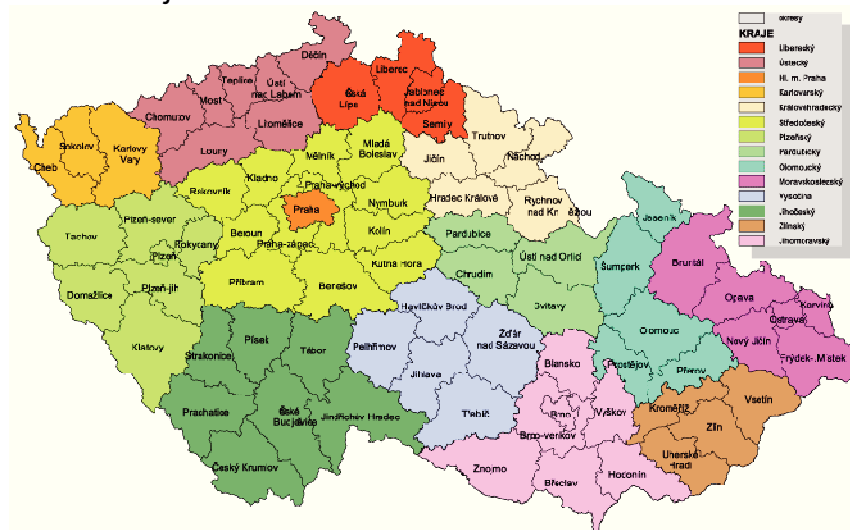 okresy
KRAJE
Liberecký
Ústecký
Hl. m. Praha
Karlovarský
Královéhradecký
Středočeský
Plzeňský
Pardubický
Olomoucký
Moravskoslezský
Vysočina
Jihočeský
Zlínský
Jihomoravský
Děčín
Liberec
Teplice
Ústí
nad Labem
Česká
Lípa
Jablonec
nad Nisou
Most
Chomutov
Litoměřice
Semily
Louny
Trutnov
Sokolov
Karlovy
Vary
Cheb
Mělník
Mladá
Boleslav
Jičín
Náchod
Kladno
Rakovník
Praha-východ
Nymburk
Hradec Králové
Rychnov
nad Kn ěžou
Praha
Jeseník
Plzeň-sever
Tachov
Rokycany
Beroun
Praha-západ
Kolín
Pardubice
Plzeň
Kutná Hora
Ústí nad Orlicí
Šumperk
Bruntál
Chrudim
Domažlice
Plzeň-jih
Příbram
Benešov
Opava
Karviná
Ostrava
Havlíčkův Brod
Svitavy
Klatovy
Strakonice
Písek
Tábor
Pelhřimov
Žďár
nad Sázavou
Olomouc
Nový Jičín
Frýdek-Místek
Jihlava
Blansko
Prostějov
Přerov
Prachatice
České
Budějovice
Jindřichův Hradec
Třebíč
Brno
Vyškov
Kroměříž
Vsetín
Zlín
Brno-venkov
Český Krumlov
Znojmo
Uherské
Hradi
Hodonín
Břeclav